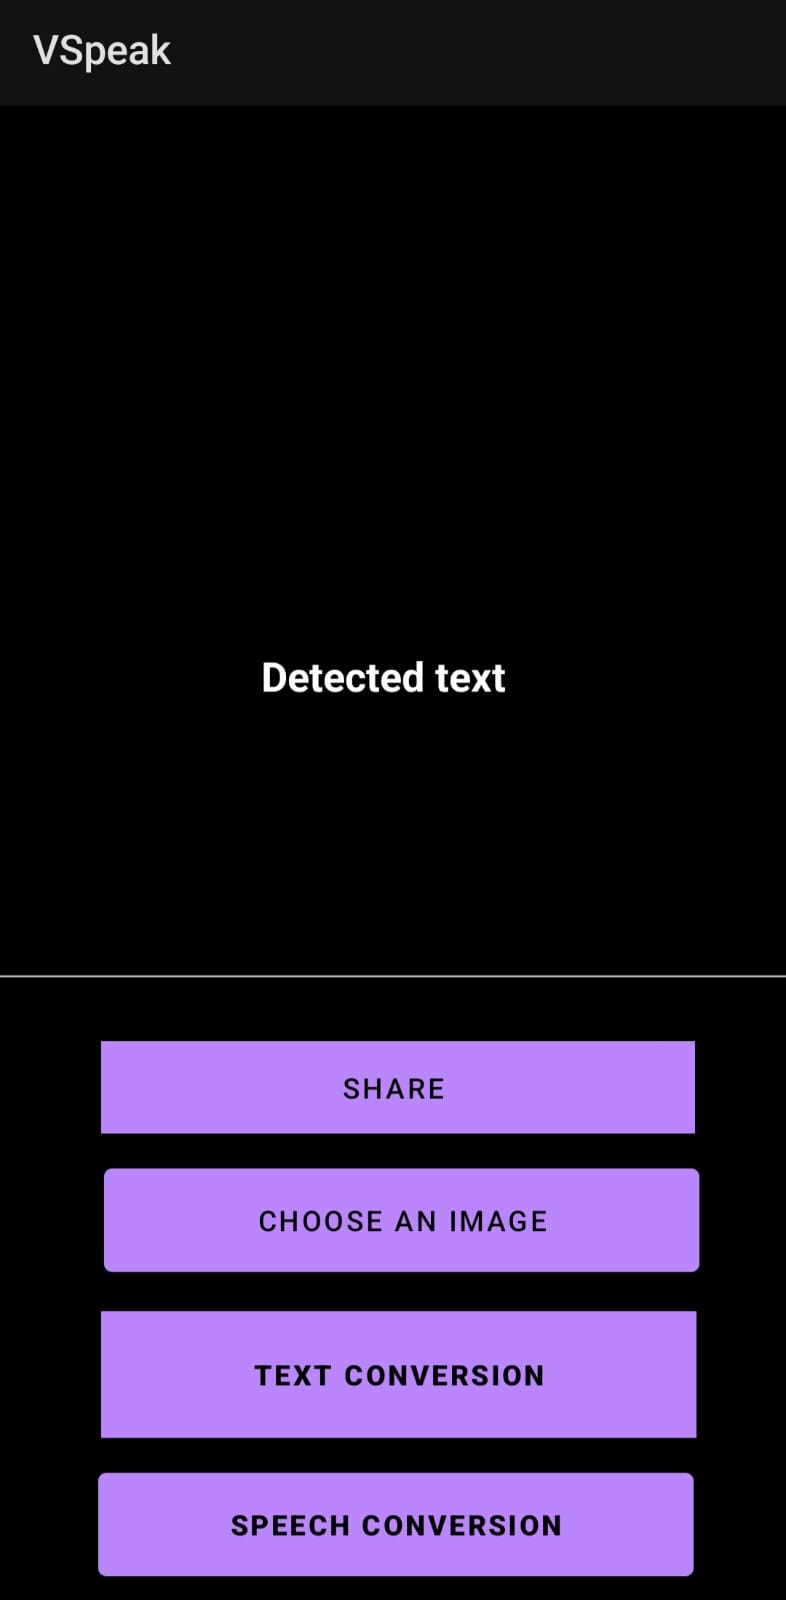 VSpeak
Detected text
SHARE
CHOOSE AN IMAGE
TEXT CONVERSION
SPEECH CONVERSION